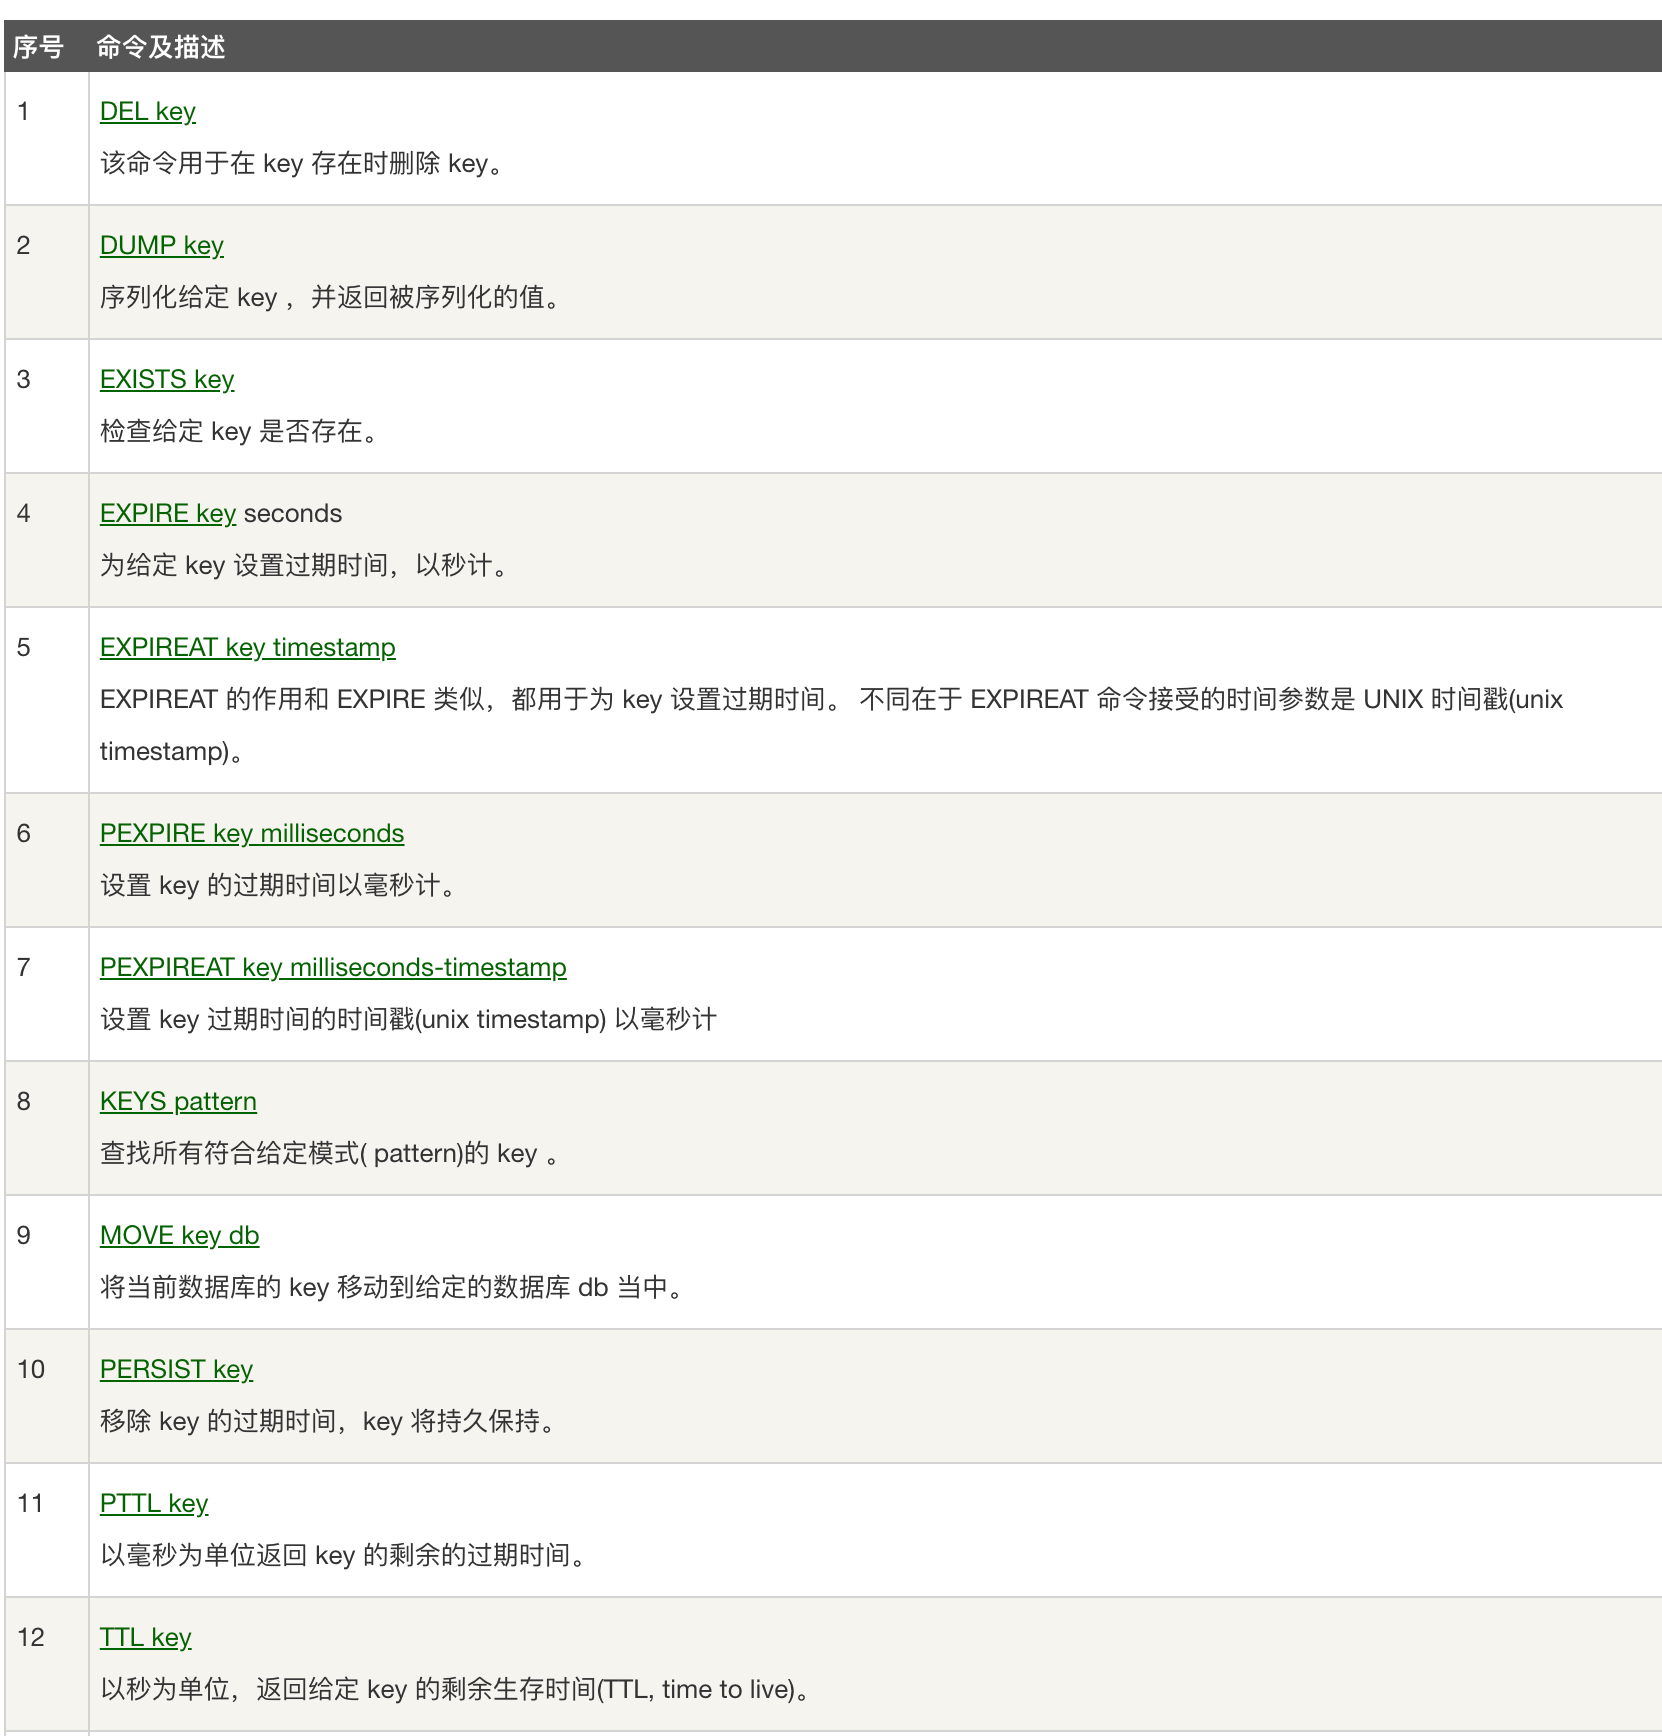 序号 命令及描述
1 DEL key
该命令用于在 key 存在时删除 key。
2 DUMP key
序列化给定 key ，并返回被序列化的值。
3 EXISTS key
检查给定 key 是否存在。
4 EXPIRE key seconds
为给定 key 设置过期时间，以秒计。
5 EXPIREAT key timestamp
EXPIREAT 的作用和 EXPIRE 类似，都用于为 key 设置过期时间。 不同在于 EXPIREAT 命令接受的时间参数是 UNIX 时间戳(unix
timestamp)。
6 PEXPIRE key milliseconds
设置 key 的过期时间以毫秒计。
7 PEXPIREAT key milliseconds-timestamp
设置 key 过期时间的时间戳(unix timestamp) 以毫秒计
8 KEYS pattern
查找所有符合给定模式( pattern)的 key 。
9 MOVE key db
将当前数据库的 key 移动到给定的数据库 db 当中。
10 PERSIST key
移除 key 的过期时间，key 将持久保持。
11 PTTL key
以毫秒为单位返回 key 的剩余的过期时间。
12 TTL key
以秒为单位，返回给定 key 的剩余生存时间(TTL, time to live)。